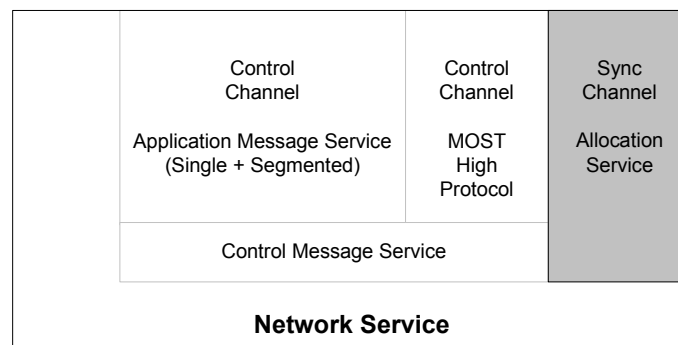 Control
Channel
Application Message Service
(Single + Segmented)
Control
Channel
MOST
High
Protocol
Sync
Channel
Allocation
Service
Control Message Service
Network Service